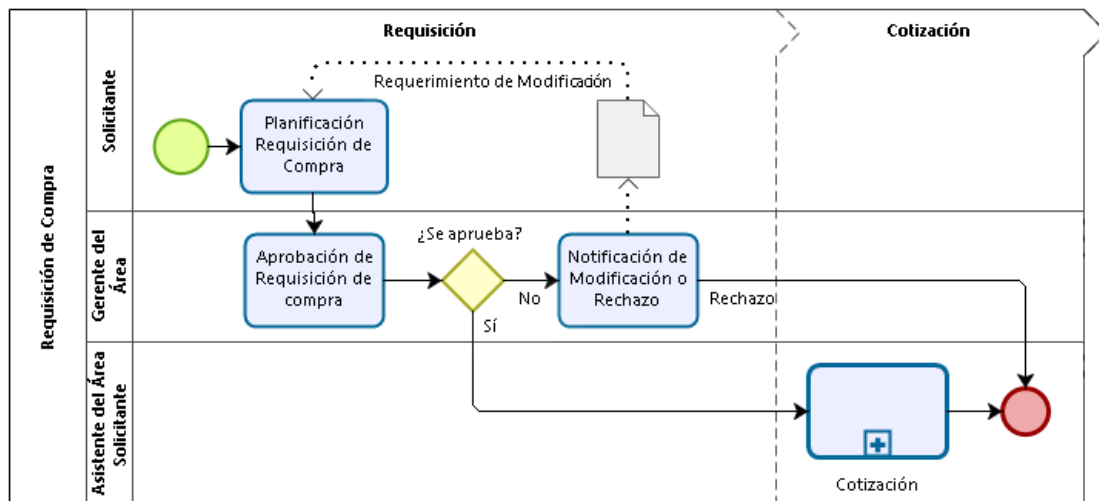 Requisición de Compra
Requisición
Cotización
Solicitante
Requerimiento de Modificación
Planificación
Requisición de
Compra
Gerente del
Área
¿Se aprueba?
Aprobación de
Requisición de
compra
No
Sí
Notificación de
Modificación o
Rechazo
Rechazo
Asistente del Área
Solicitante
Cotización